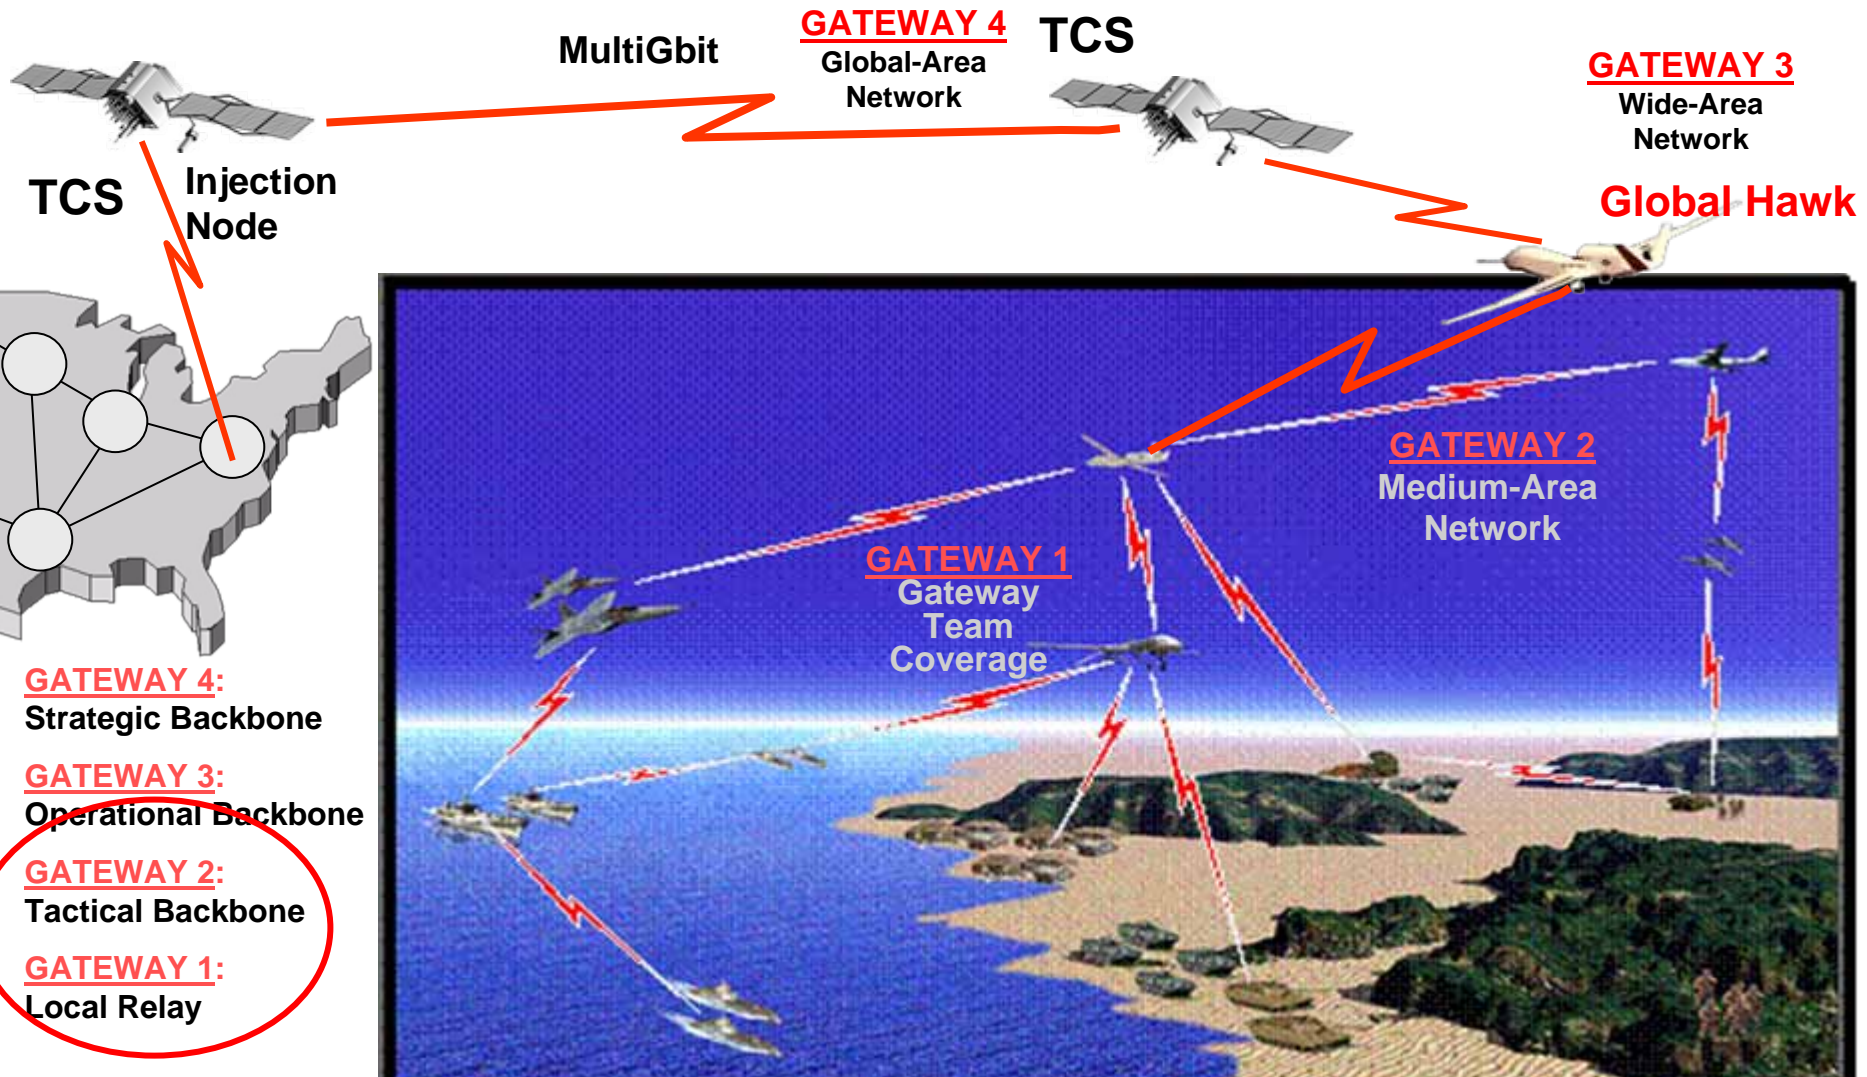 GATEWAY 4
Global-Area
Network
MultiGbit
TCS
GATEWAY 3
Wide-Area
Network
Global Hawk
TCS
Injection
Node
GATEWAY 2
Medium-Area
Network
GATEWAY 1
Gateway
Team
Coverage
GATEWAY 4:
Strategic Backbone
GATEWAY 3:
Operational Backbone
GATEWAY 2:
Tactical Backbone
GATEWAY 1:
Local Relay